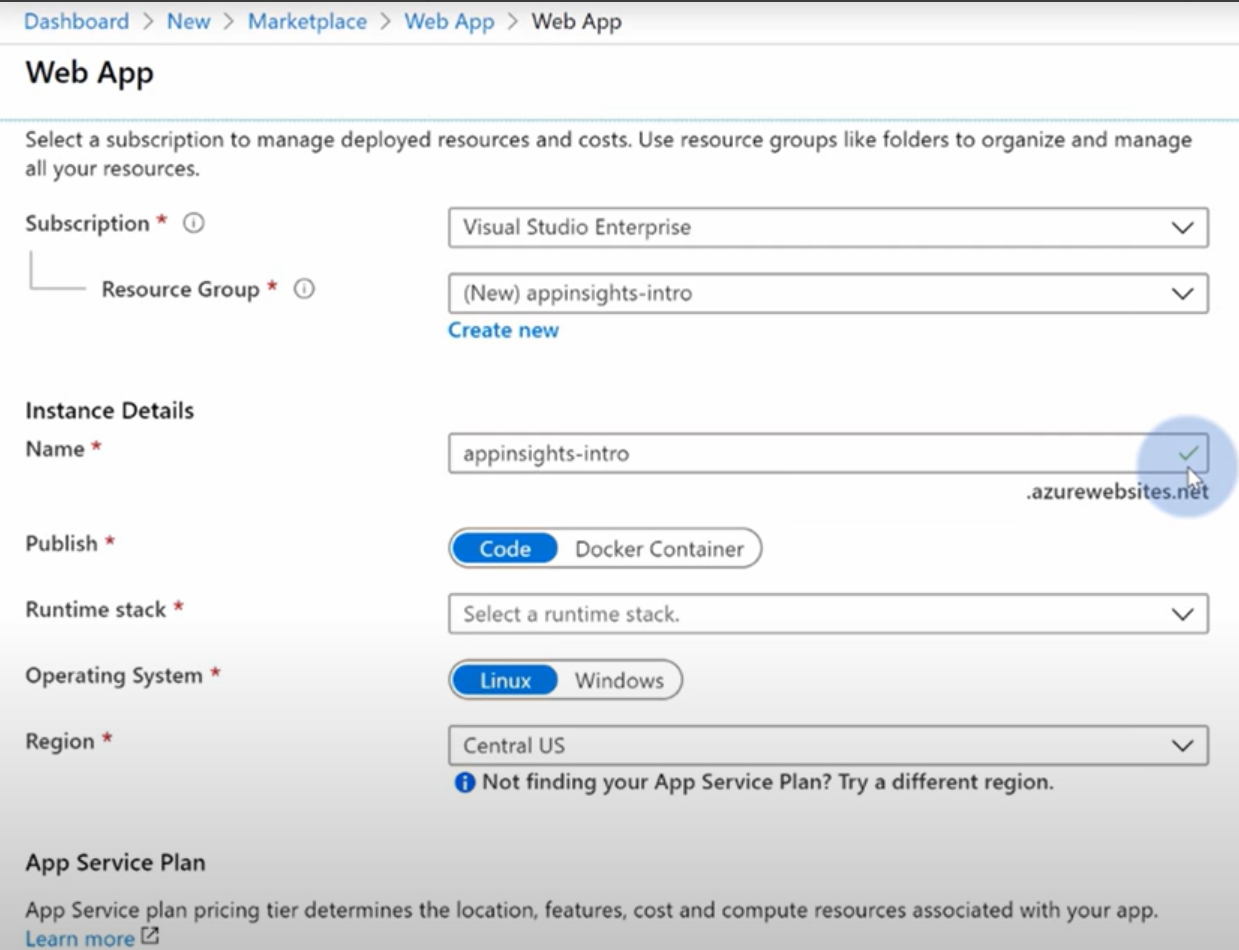 Dashboard > New > Marketplace > Web App > Web App
Web App
Select a subscription to manage deployed resources and costs. Use resource groups like folders to organize and manage
all your resources.
Subscription *
Visual Studio Enterprise
Resource Group *
(New) appinsights-intro
Create new
Instance Details
Name *
appinsights-intro
.azurewebsites.net
Publish *
Code Docker Container
Runtime stack *
Select a runtime stack.
Operating System *
Linux Windows
Region *
Central US
Not finding your App Service Plan? Try a different region.
App Service Plan
App Service plan pricing tier determines the location, features, cost and compute resources associated with your app.
Learn more